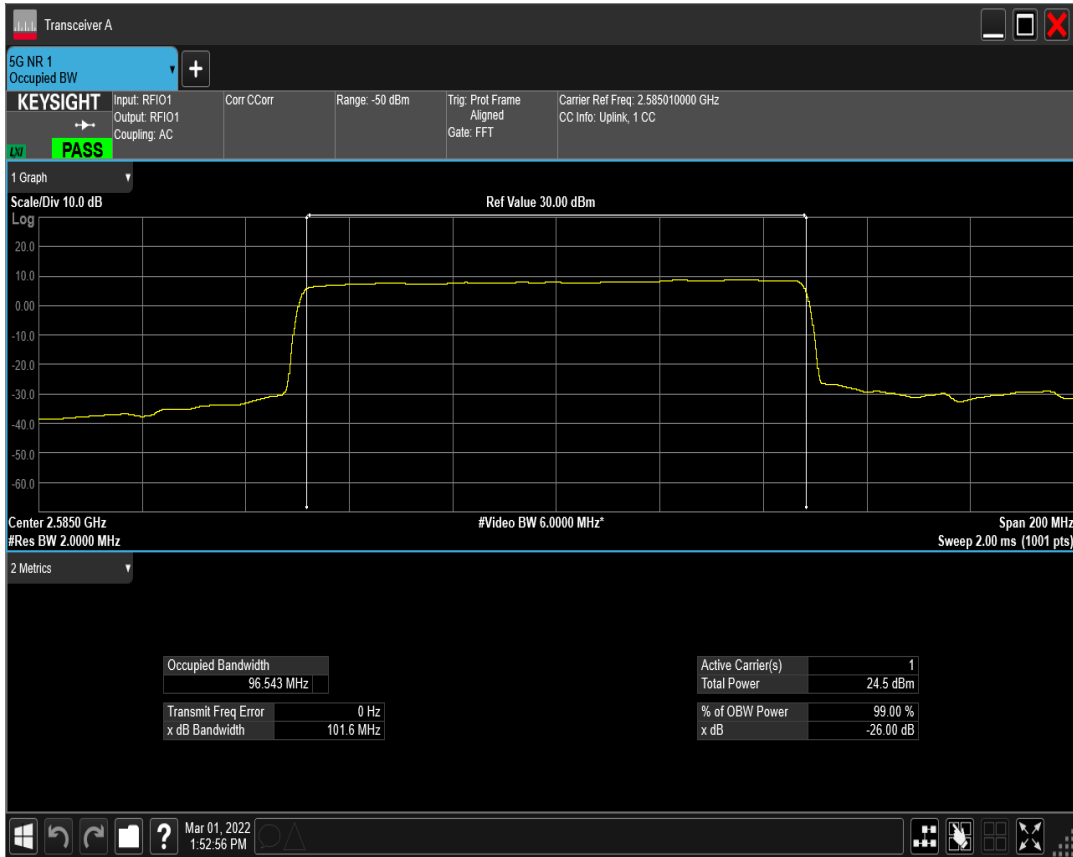 Transceiver A
5G NR 1
Occupied BW
+
KEYSIGHT
LXI
PASS
Input: RFIO1
Output: RFIO1
Coupling: AC
Corr CCorr
Range: -50 dBm
Trig: Prot Frame
Aligned
Gate: FFT
Carrier Ref Freq: 2.585010000 GHz
CC Info: Uplink, 1 CC
1 Graph
Scale/Div 10.0 dB
Ref Value 30.00 dBm
Log
20.0
10.0
0.00
-10.0
-20.0
-30.0
-40.0
-50.0
-60.0
Center 2.5850 GHz
#Video BW 6.0000 MHz*
Span 200 MHz
#Res BW 2.0000 MHz
Sweep 2.00 ms (1001 pts)
2 Metrics
Occupied Bandwidth
96.543 MHz
Transmit Freq Error 0 Hz
x dB Bandwidth 101.6 MHz
Active Carrier(s) 1
Total Power 24.5 dBm
% of OBW Power 99.00 %
x dB -26.00 dB
?
Mar 01, 2022
1:52:56 PM